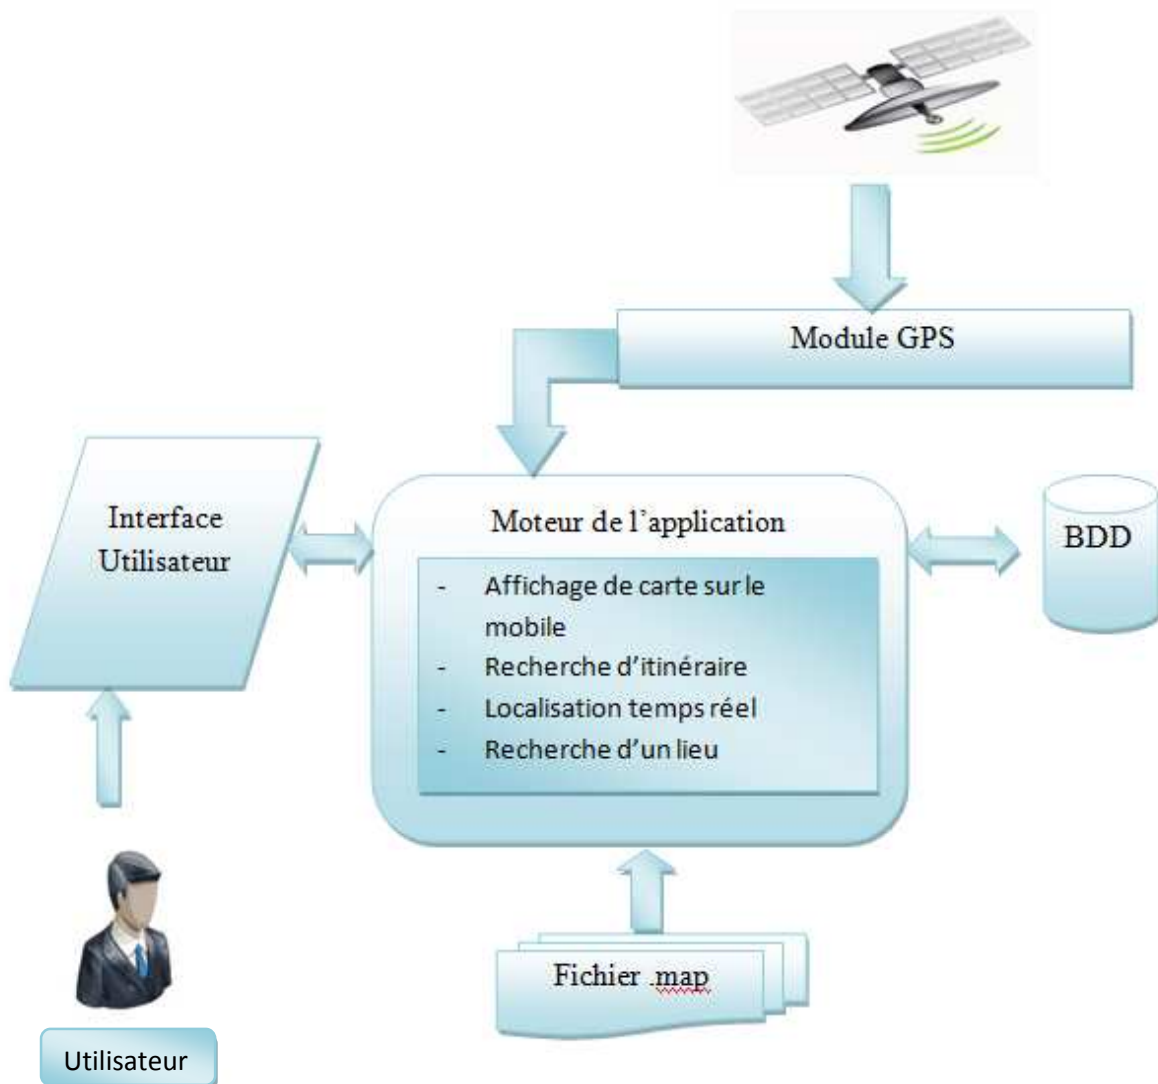 Module GPS
Interface
Utilisateur
Moteur de l’application
- Affichage de carte sur le
mobile
- Recherche d’itinéraire
- Localisation temps réel
- Recherche d’un lieu
BDD
Fichier .map
Utilisateur